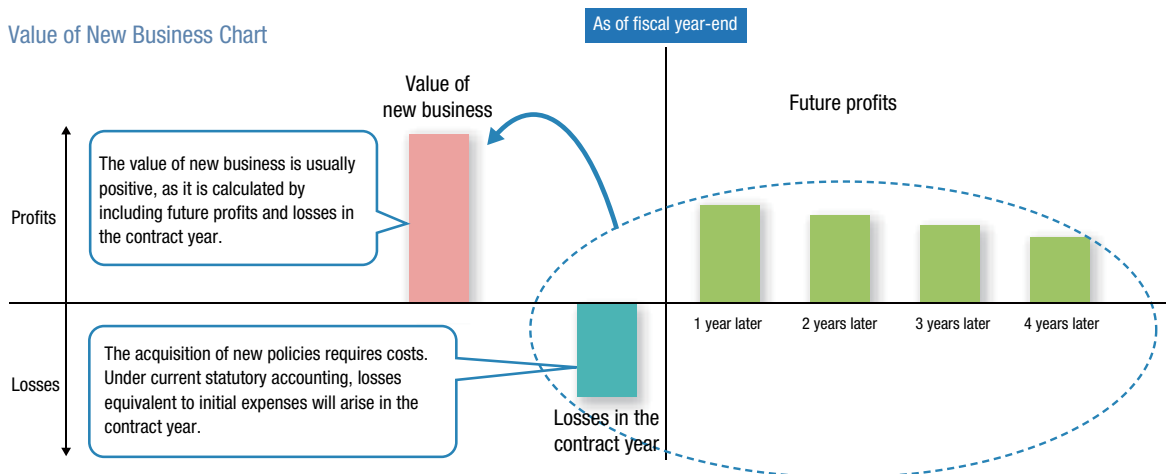 Value of New Business Chart
As of fiscal year-end
Value of
new business
Future profits
The value of new business is usually
positive, as it is calculated by
including future profits and losses in
the contract year.
Profits
1 year later
2 years later
3 years later
4 years later
The acquisition of new policies requires costs.
Under current statutory accounting, losses
equivalent to initial expenses will arise in the
contract year.
Losses
Losses in the
contract year